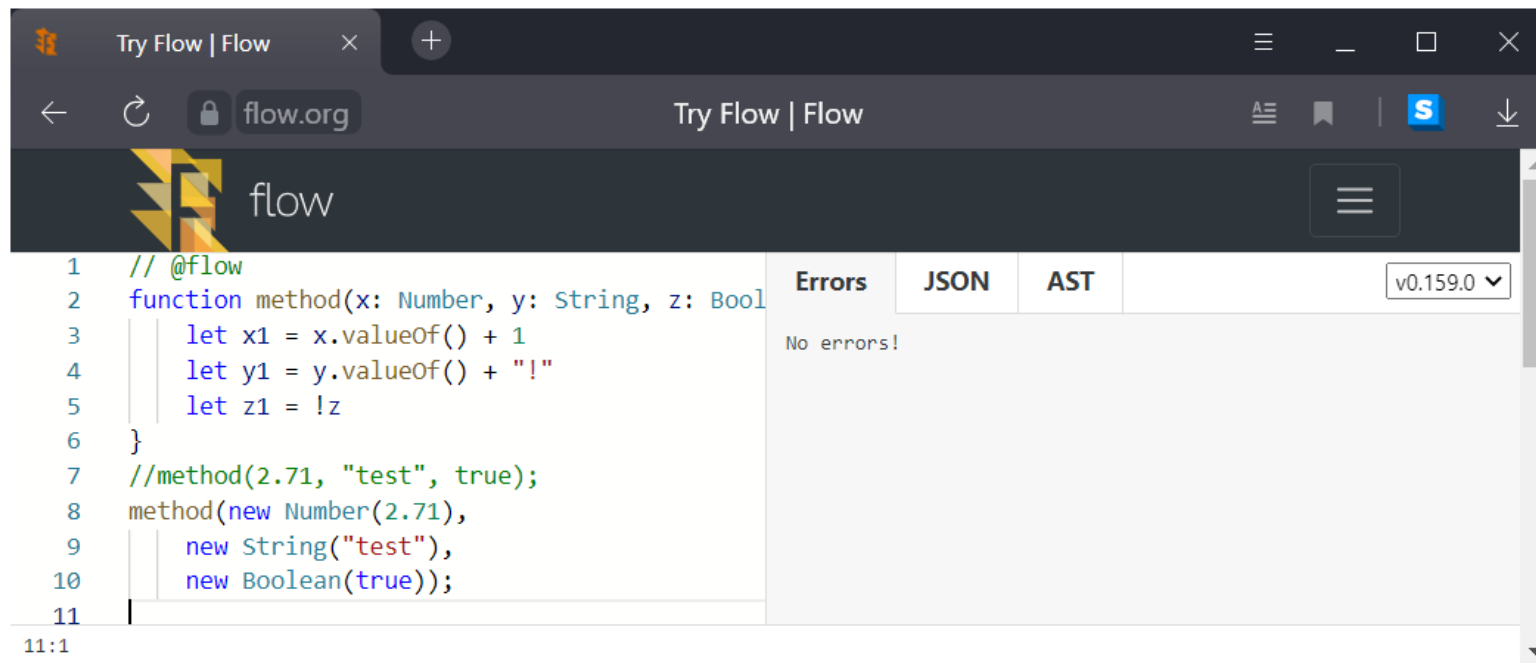 Try Flow | Flow
flow.org
Try Flow | Flow
S
flow
1 // @flow
2 function method(x: Number, y: String, z: Bool
3 let x1 = x.valueOf() + 1
4 let y1 = y.valueOf() + "!"
5 let z1 = !z
6 }
7 //method(2.71, "test", true);
8 method(new Number(2.71),
9 new String("test"),
10 new Boolean(true));
11
Errors JSON AST v0.159.0
No errors!
11:1